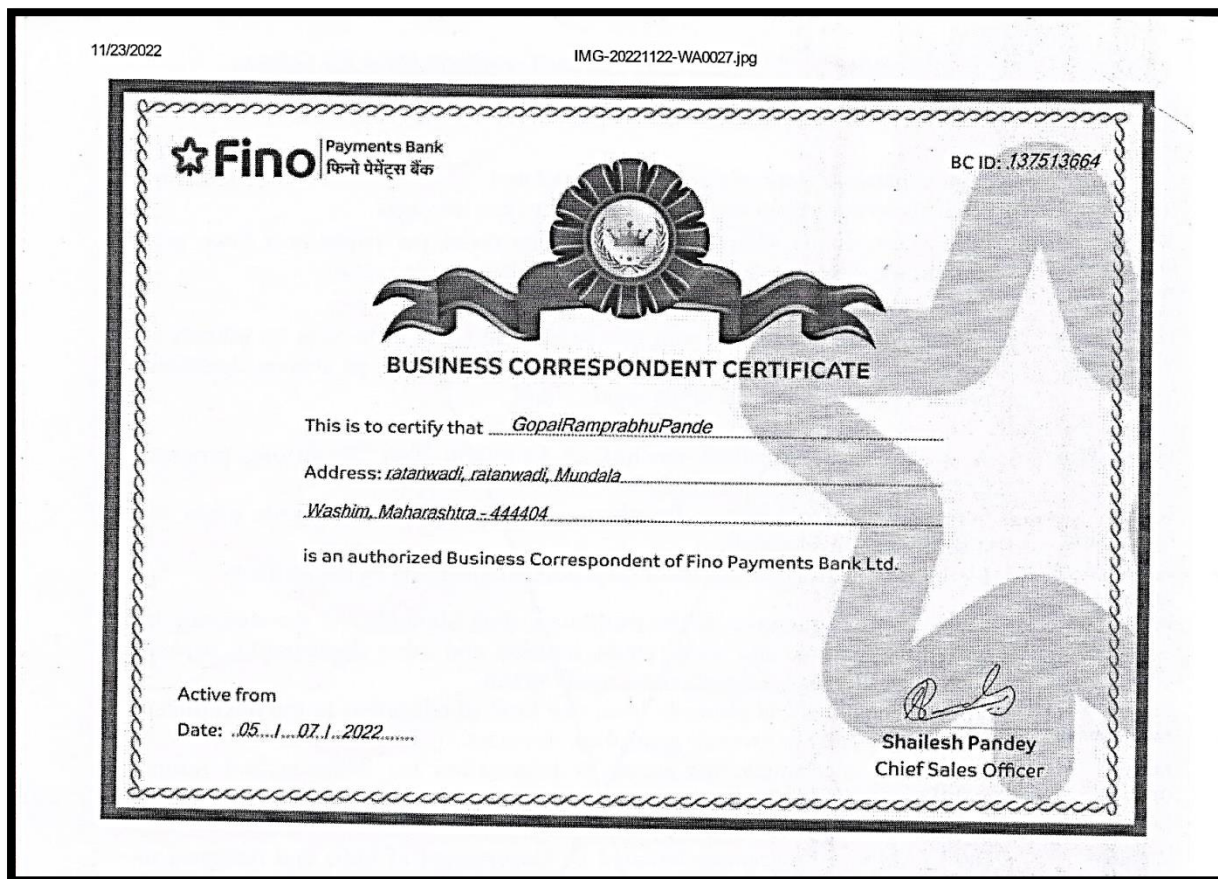 11/23/2022
IMG-20221122-WA0027.jpg
Fino Payments Bank
फिनो पेमेंट्स बैंक
BC ID: 137513664
BUSINESS CORRESPONDENT CERTIFICATE
This is to certify that GopalRamprabhuPande
Address: ratanwadi, ratanwadi, Mundala
Washim, Maharashtra - 444404
is an authorized Business Correspondent of Fino Payments Bank Ltd.
Active from
Date: 05 / 07 / 2022
Shailesh Pandey
Chief Sales Officer